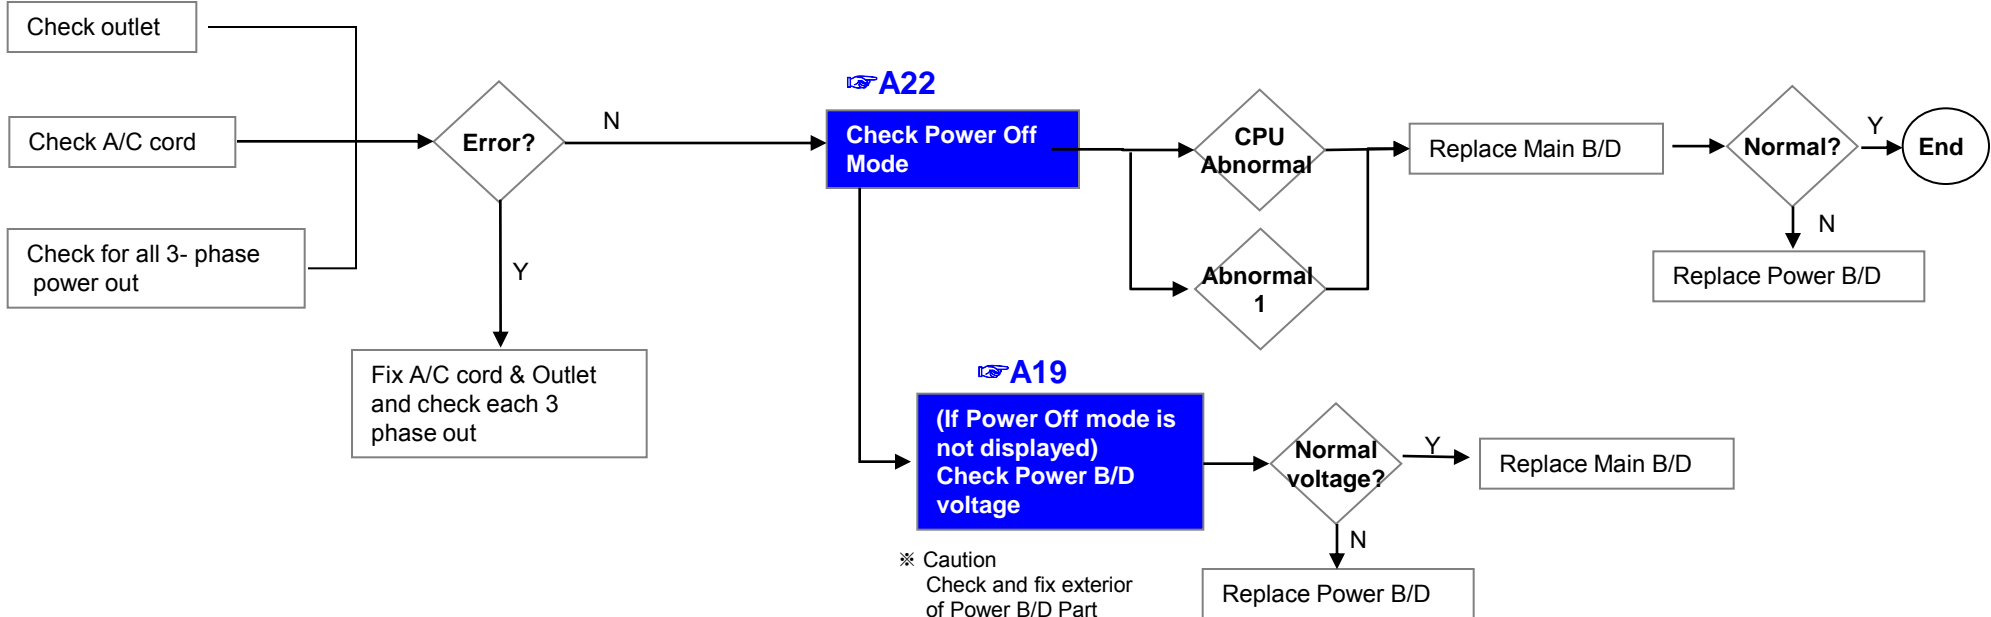 Check outlet
Check A/C cord
Check for all 3- phase
power out
Error?
N
Y
Fix A/C cord & Outlet
and check each 3
phase out
☞A22
Check Power Off
Mode
CPU
Abnormal
Abnormal
1
Replace Main B/D
Normal?
Y
End
N
Replace Power B/D
☞A19
(If Power Off mode is
not displayed)
Check Power B/D
voltage
Normal
voltage?
Y
Replace Main B/D
N
Replace Power B/D
※ Caution
Check and fix exterior
of Power B/D Part